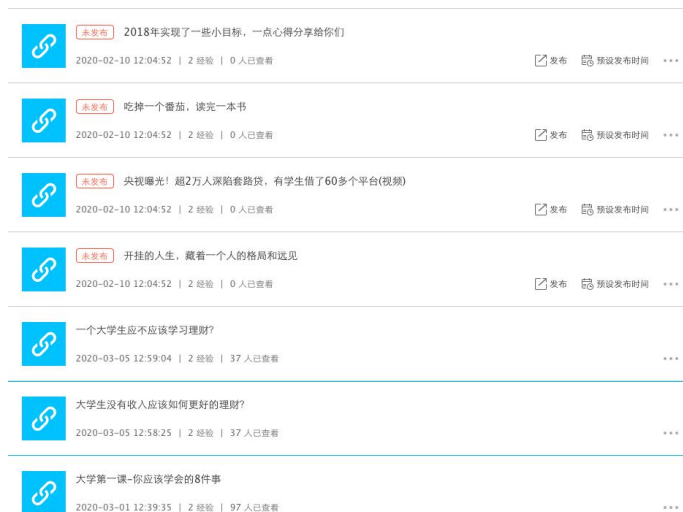 未发布 2018年实现了一些小目标，一点心得分享给你们
2020-02-10 12:04:52 | 2 经验 | 0 人已查看 发布 预设发布时间
未发布 吃掉一个番茄，读完一本书
2020-02-10 12:04:52 | 2 经验 | 0 人已查看 发布 预设发布时间
未发布 央视曝光！超2万人深陷套路贷，有学生借了60多个平台(视频)
2020-02-10 12:04:52 | 2 经验 | 0 人已查看 发布 预设发布时间
未发布 开挂的人生，藏着一个人的格局和远见
2020-02-10 12:04:52 | 2 经验 | 0 人已查看 发布 预设发布时间
一个大学生应不应该学习理财？
2020-03-05 12:59:04 | 2 经验 | 37 人已查看
大学生没有收入应该如何更好的理财？
2020-03-05 12:58:25 | 2 经验 | 37 人已查看
大学第一课-你应该学会的8件事
2020-03-01 12:39:35 | 2 经验 | 97 人已查看